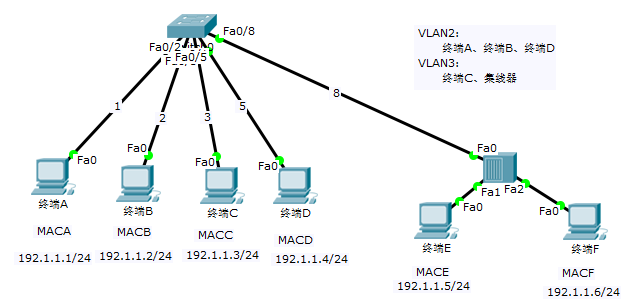 Fa0/8
Fa0/2
Fa0/5
VLAN2:
终端A、终端B、终端D
VLAN3:
终端C、集线器
1
2
3
5
8
Fa0
Fa0
Fa0
Fa0
Fa0
Fa1
Fa2
Fa0
Fa0
终端A
终端B
终端C
终端D
终端E
终端F
MACA
MACB
MACC
MACD
MACE
MACF
192.1.1.1/24
192.1.1.2/24
192.1.1.3/24
192.1.1.4/24
192.1.1.5/24
192.1.1.6/24